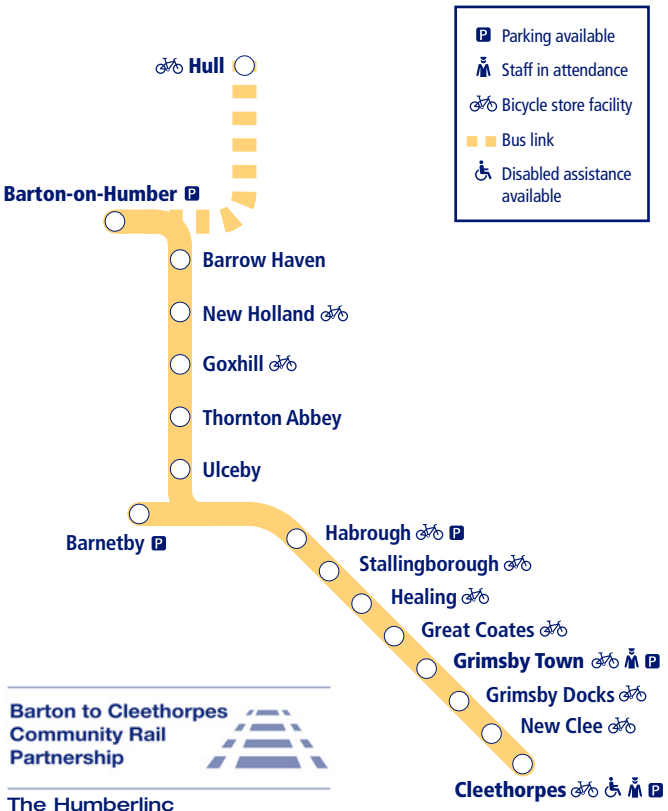 Parking available
Staff in attendance
Bicycle store facility
Bus link
Disabled assistance
available
Hull
Barton-on-Humber P
Barrow Haven
New Holland
Goxhill
Thornton Abbey
Ulceby
Barnetby P
Habrough P
Stallingborough
Healing
Great Coates
Grimsby Town P
Grimsby Docks
New Clee
Cleethorpes P
Barton to Cleethorpes
Community Rail
Partnership
The Humberlinc